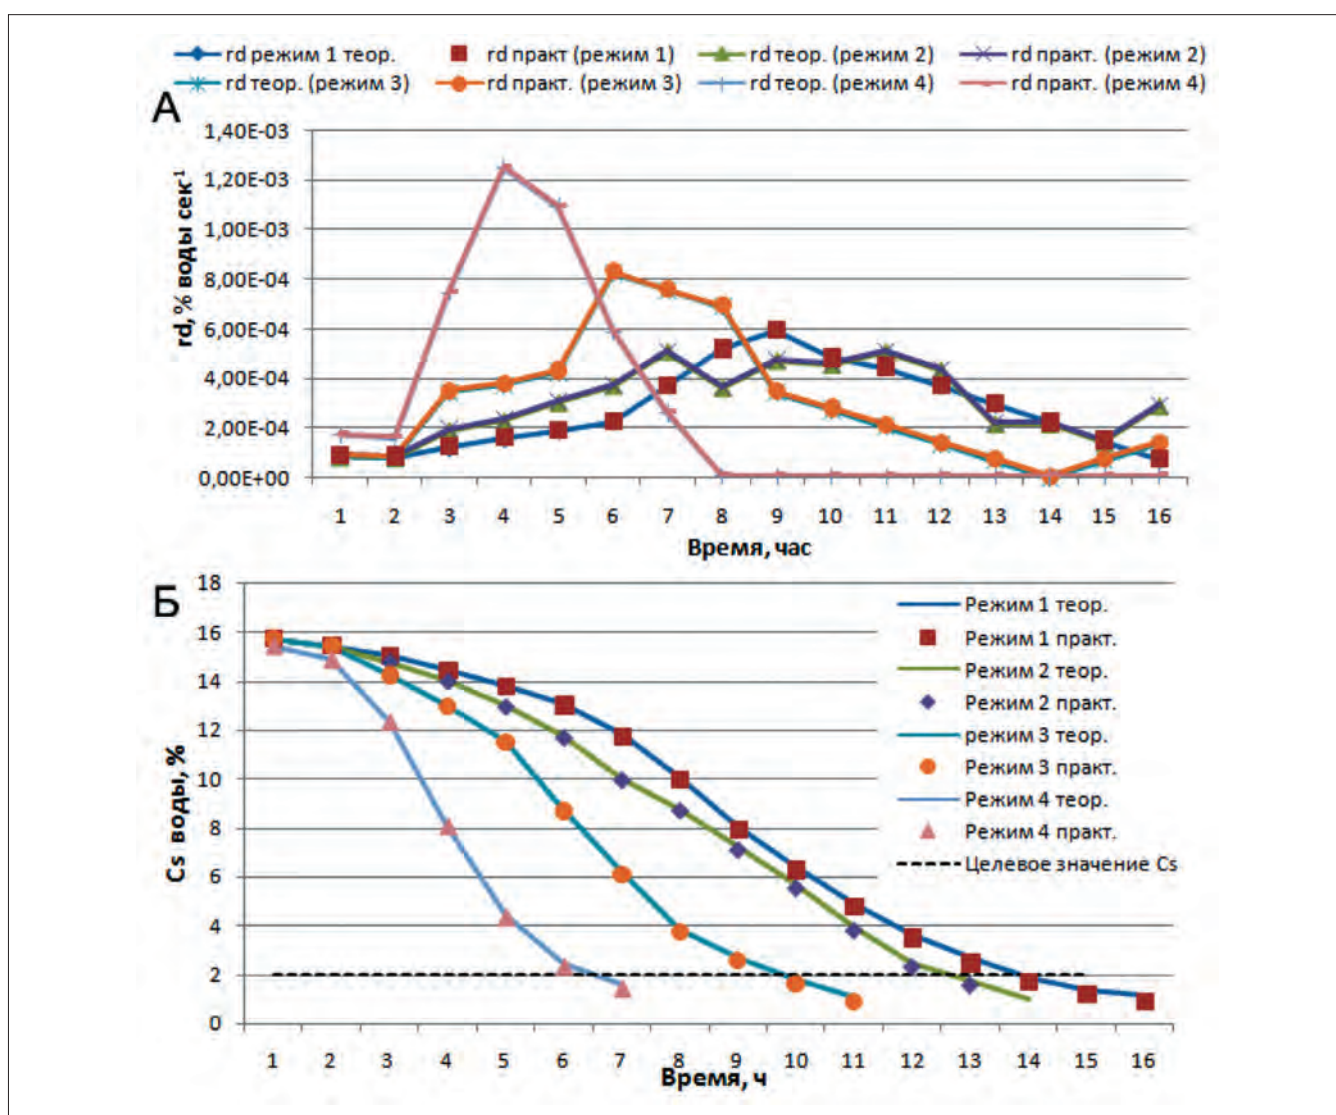 rd режим 1 теор. rd практ (режим 1) rd теор. (режим 2) rd практ. (режим 2)
rd теор. (режим 3) rd практ. (режим 3) rd теор. (режим 4) rd практ. (режим 4)
А
rd, % воды сек-1
1,40E-03
1,20E-03
1,00E-03
8,00E-04
6,00E-04
4,00E-04
2,00E-04
0,00E+00
1 2 3 4 5 6 7 8 9 10 11 12 13 14 15 16
Время, час
Б
Cs воды, %
18
16
14
12
10
8
6
4
2
0
Режим 1 теор.
Режим 1 практ.
Режим 2 теор.
Режим 2 практ.
режим 3 теор.
Режим 3 практ.
Режим 4 теор.
Режим 4 практ.
Целевое значение Cs
1 2 3 4 5 6 7 8 9 10 11 12 13 14 15 16
Время, ч